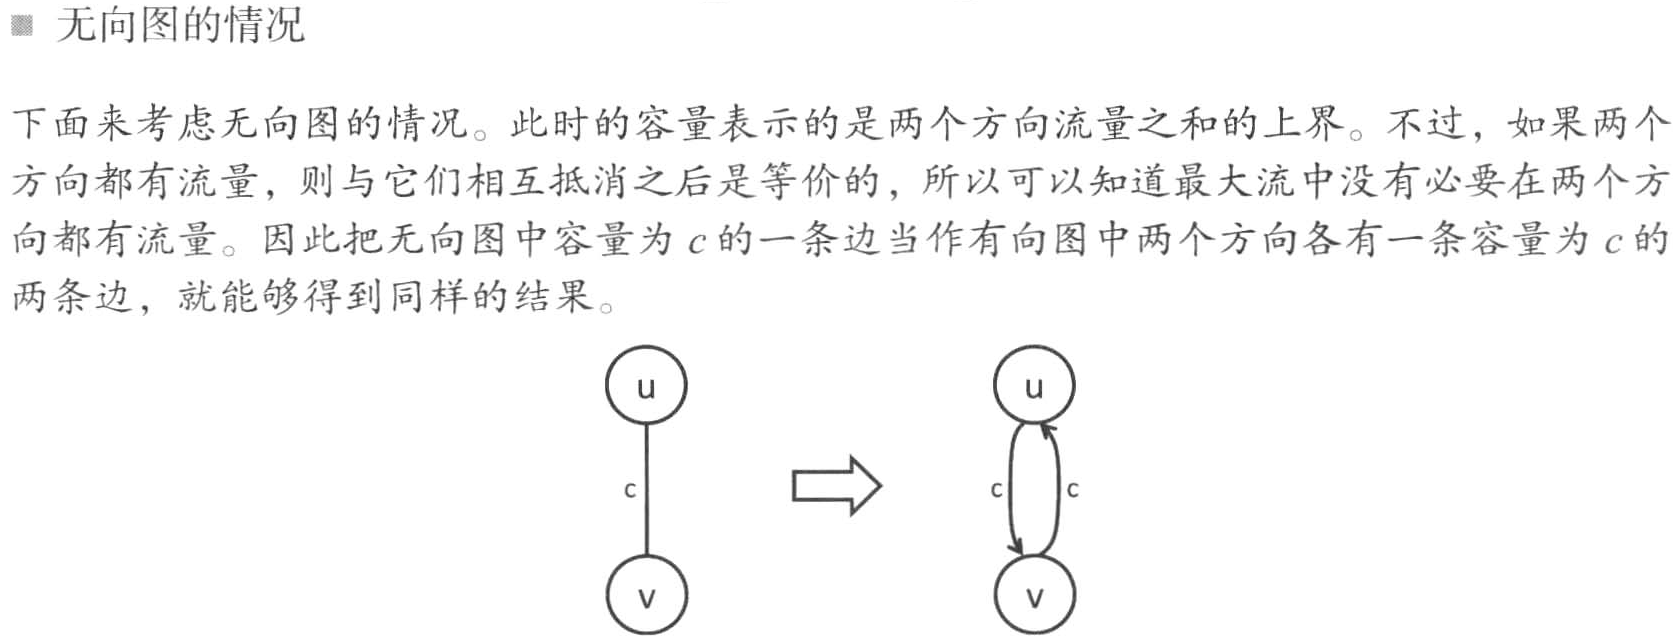 无向图的情况
下面来考虑无向图的情况。此时的容量表示的是两个方向流量之和的上界。不过，如果两个
方向都有流量，则与它们相互抵消之后是等价的，所以可以知道最大流中没有必要在两个方
向都有流量。因此把无向图中容量为 c 的一条边当作有向图中两个方向各有一条容量为 c 的
两条边，就能够得到同样的结果。
u u
c c c
v v